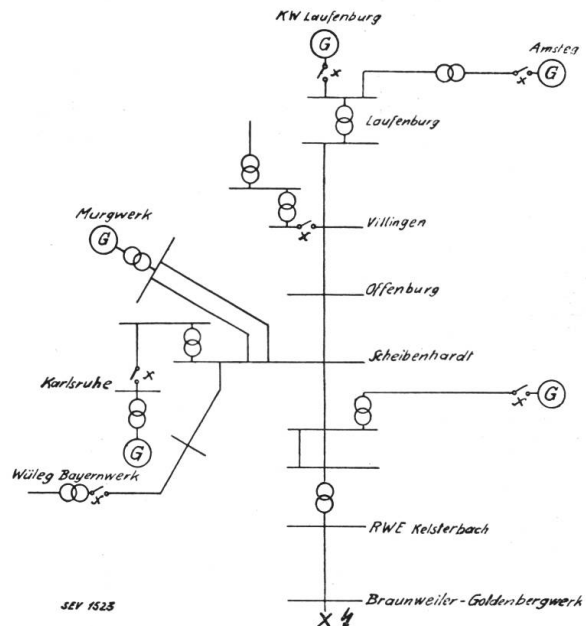 KW Laufenburg
G
Amsteg
x
x
G
Laufenburg
Murgwerk
x
Villingen
G
Offenburg
Scheibenhardt
x
Karlsruhe
x
G
G
Wüleg Bayernwerk
x
RWE Kelsterbach
SEV 1523
Braunweiler-Goldenbergwerk
X